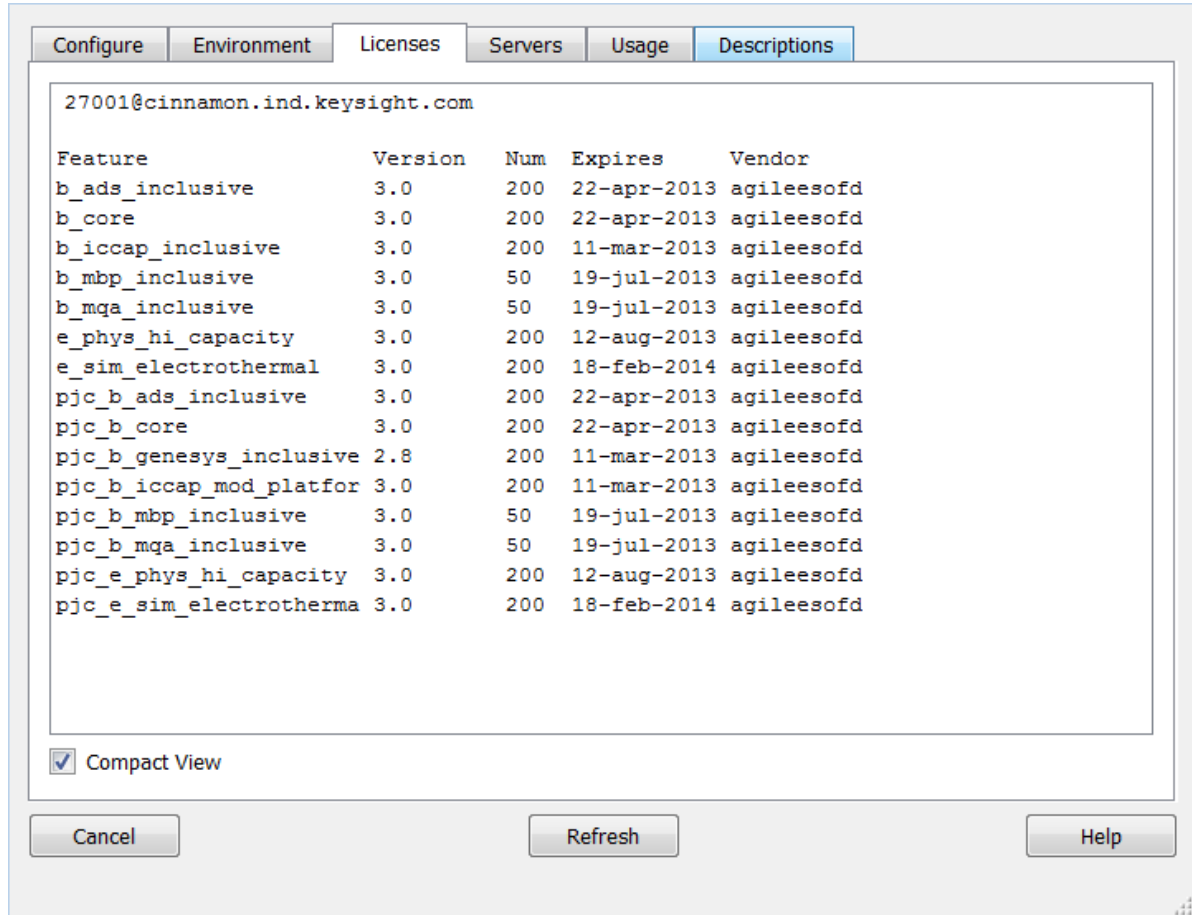 Configure Environment Licenses Servers Usage Descriptions
27001@cinnamon.ind.keysight.com
Feature Version Num Expires Vendor
b_ads_inclusive 3.0 200 22-apr-2013 agileesofd
b_core 3.0 200 22-apr-2013 agileesofd
b_iccap_inclusive 3.0 200 11-mar-2013 agileesofd
b_mbp_inclusive 3.0 50 19-jul-2013 agileesofd
b_mqa_inclusive 3.0 50 19-jul-2013 agileesofd
e_phys_hi_capacity 3.0 200 12-aug-2013 agileesofd
e_sim_electrothermal 3.0 200 18-feb-2014 agileesofd
pjc_b_ads_inclusive 3.0 200 22-apr-2013 agileesofd
pjc_b_core 3.0 200 22-apr-2013 agileesofd
pjc_b_genesys_inclusive 2.8 200 11-mar-2013 agileesofd
pjc_b_iccap_mod_platfor 3.0 200 11-mar-2013 agileesofd
pjc_b_mbp_inclusive 3.0 50 19-jul-2013 agileesofd
pjc_b_mqa_inclusive 3.0 50 19-jul-2013 agileesofd
pjc_e_phys_hi_capacity 3.0 200 12-aug-2013 agileesofd
pjc_e_sim_electrotherma 3.0 200 18-feb-2014 agileesofd
Compact View
Cancel Refresh Help